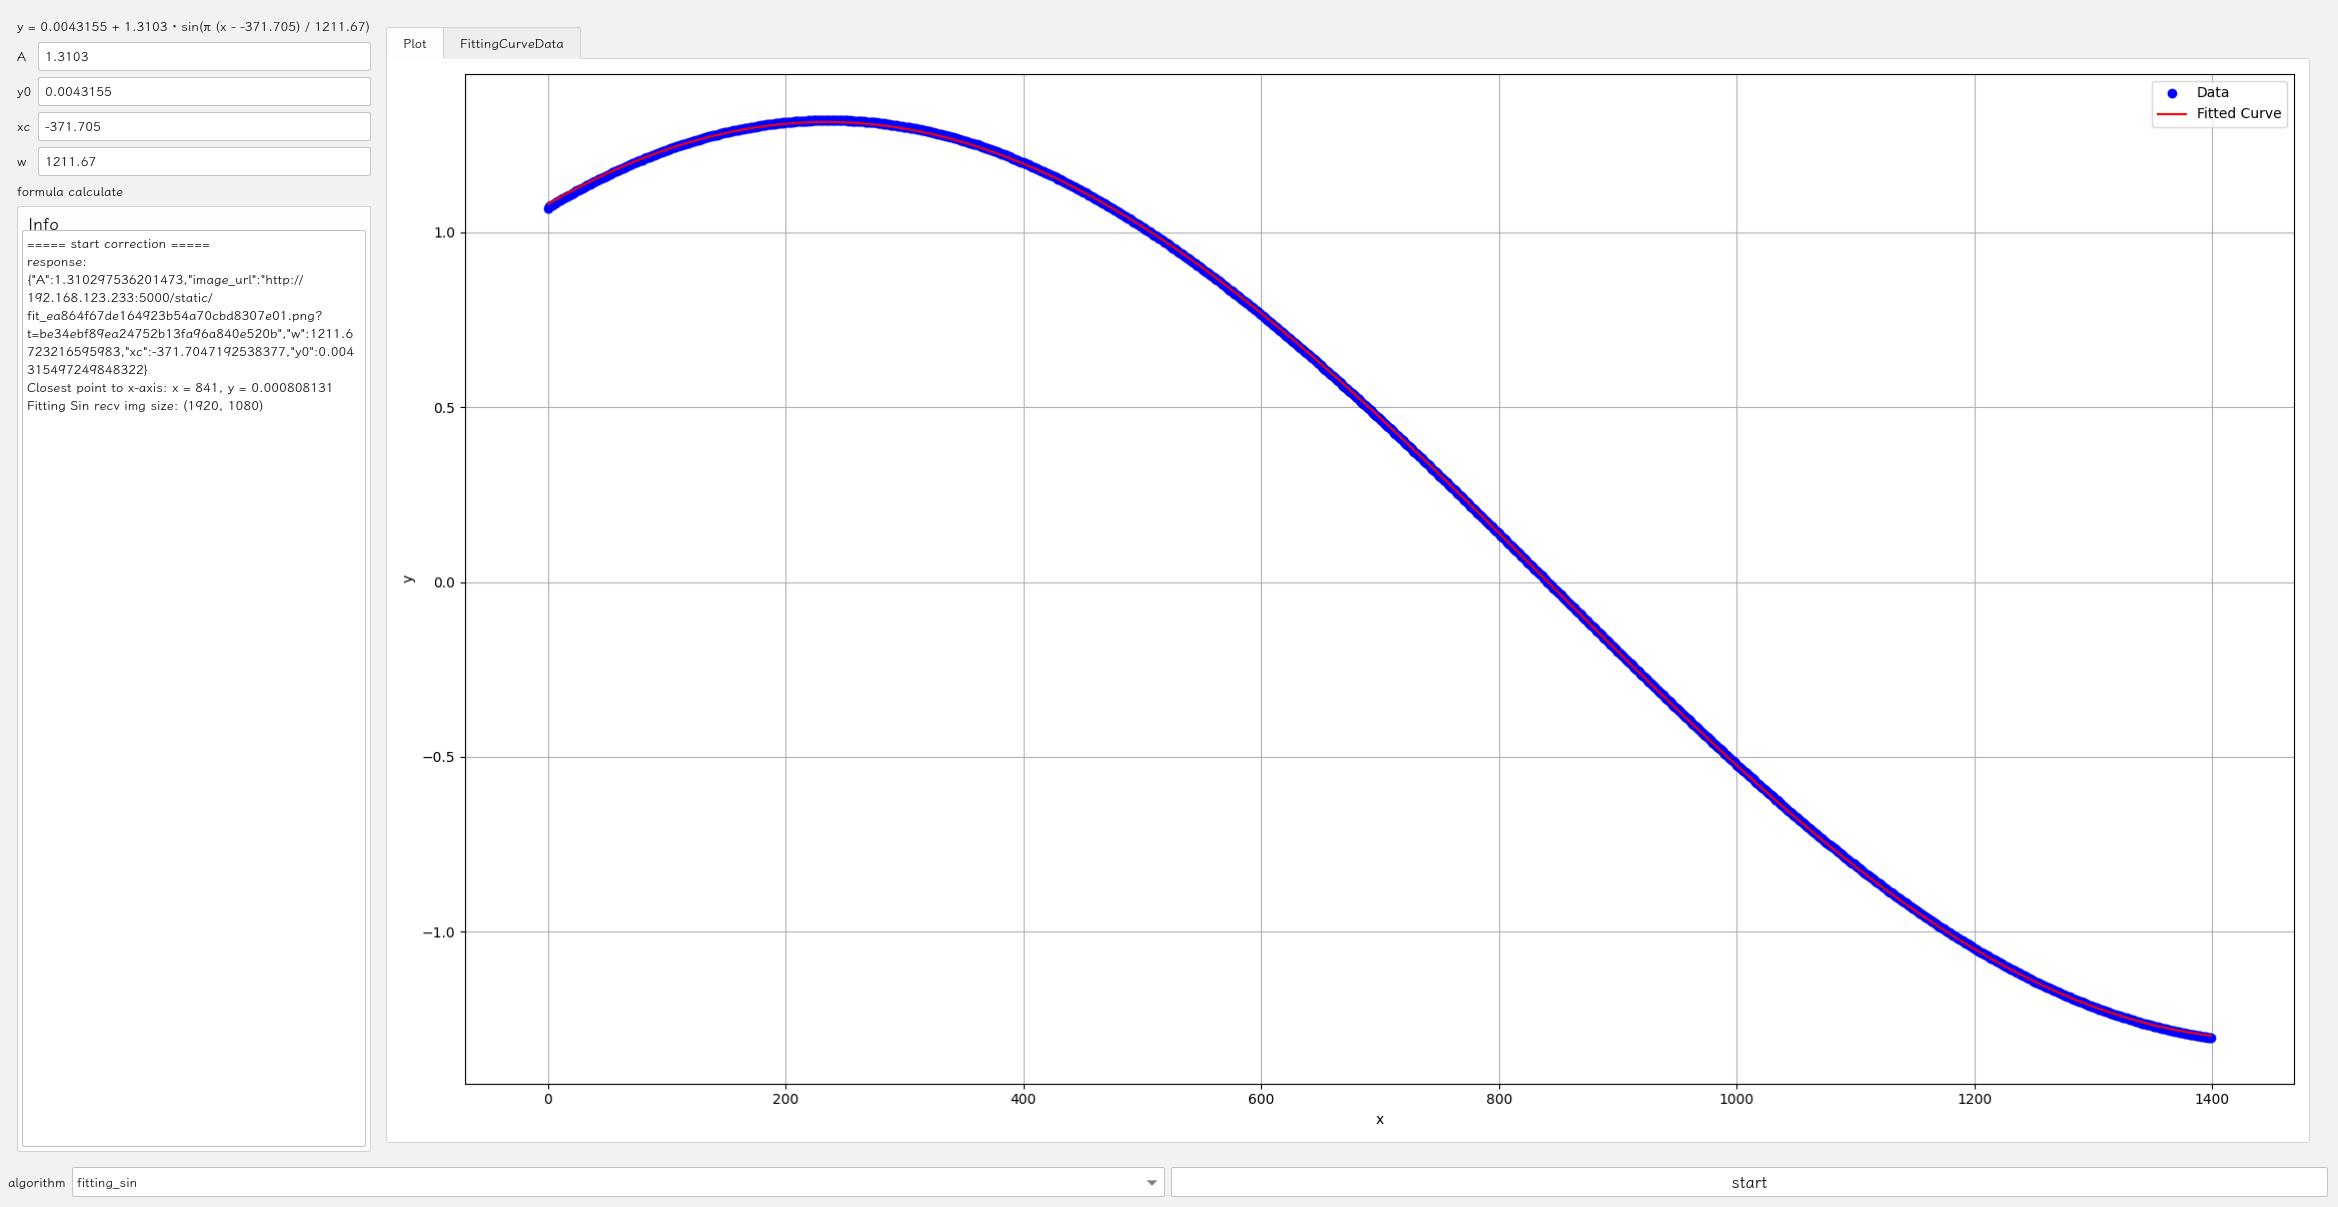 y = 0.0043155 + 1.3103 · sin(π (x - -371.705) / 1211.67)
A 1.3103
y0 0.0043155
xc -371.705
w 1211.67
formula calculate
Info
===== start correction =====
response:
{"A":1.310297536201473,"image_url":"http://
192.168.123.233:5000/static/
fit_ea864f67de164923b54a70cbd8307e01.png?
t=be34ebf89ea24752b13fa96a840e520b","w":1211.6
723216595983,"xc":-371.7047192538377,"y0":0.004
315497249848322}
Closest point to x-axis: x = 841, y = 0.000808131
Fitting Sin recv img size: (1920, 1080)
Plot FittingCurveData
Data
Fitted Curve
1.0
0.5
0.0
−0.5
−1.0
y
0 200 400 600 800 1000 1200 1400
x
algorithm fitting_sin start